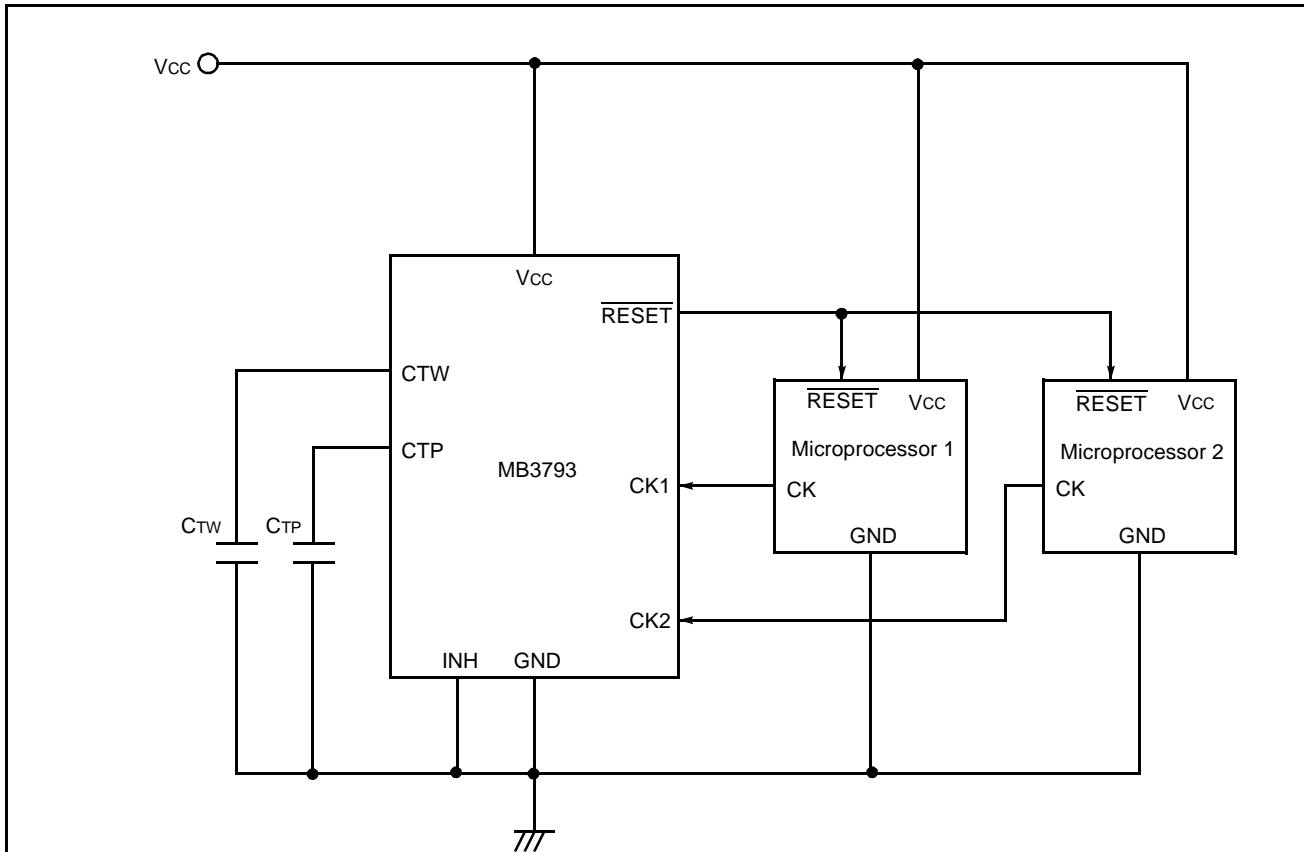 VCC
VCC
RESET
CTW
CTP
MB3793
CK1
CK2
INH
GND
CTW
CTP
RESET
VCC
Microprocessor 1
CK
GND
RESET
VCC
Microprocessor 2
CK
GND